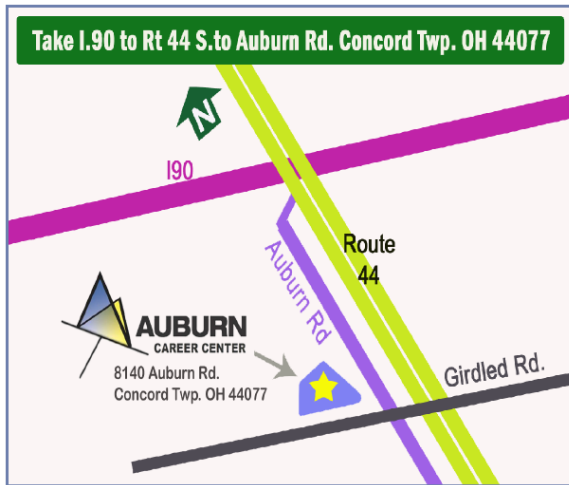 Take I.90 to Rt 44 S.to Auburn Rd. Concord Twp. OH 44077
N
I90
Auburn Rd
Route
44
AUBURN
CAREER CENTER
8140 Auburn Rd.
Concord Twp. OH 44077
Girdled Rd.